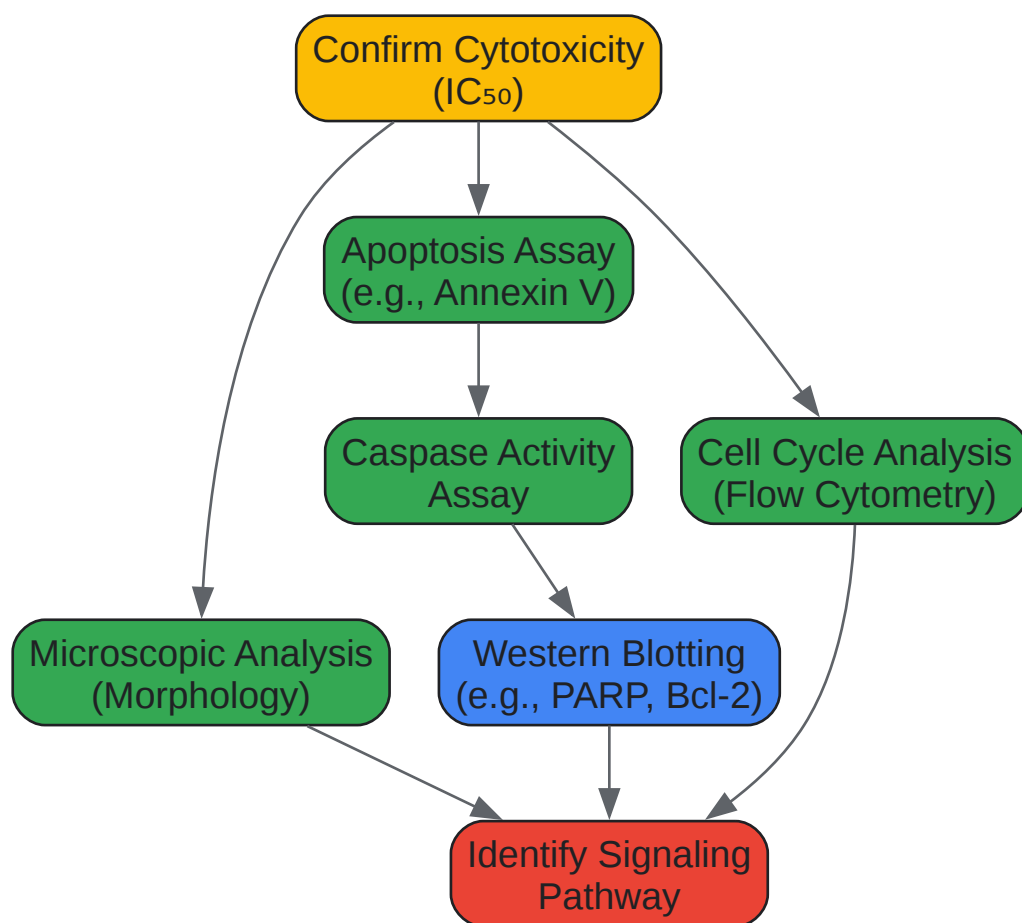 Confirm Cytotoxicity
(IC₅₀)
Apoptosis Assay
(e.g., Annexin V)
Caspase Activity
Assay
Cell Cycle Analysis
(Flow Cytometry)
Microscopic Analysis
(Morphology)
Western Blotting
(e.g., PARP, Bcl-2)
Identify Signaling
Pathway